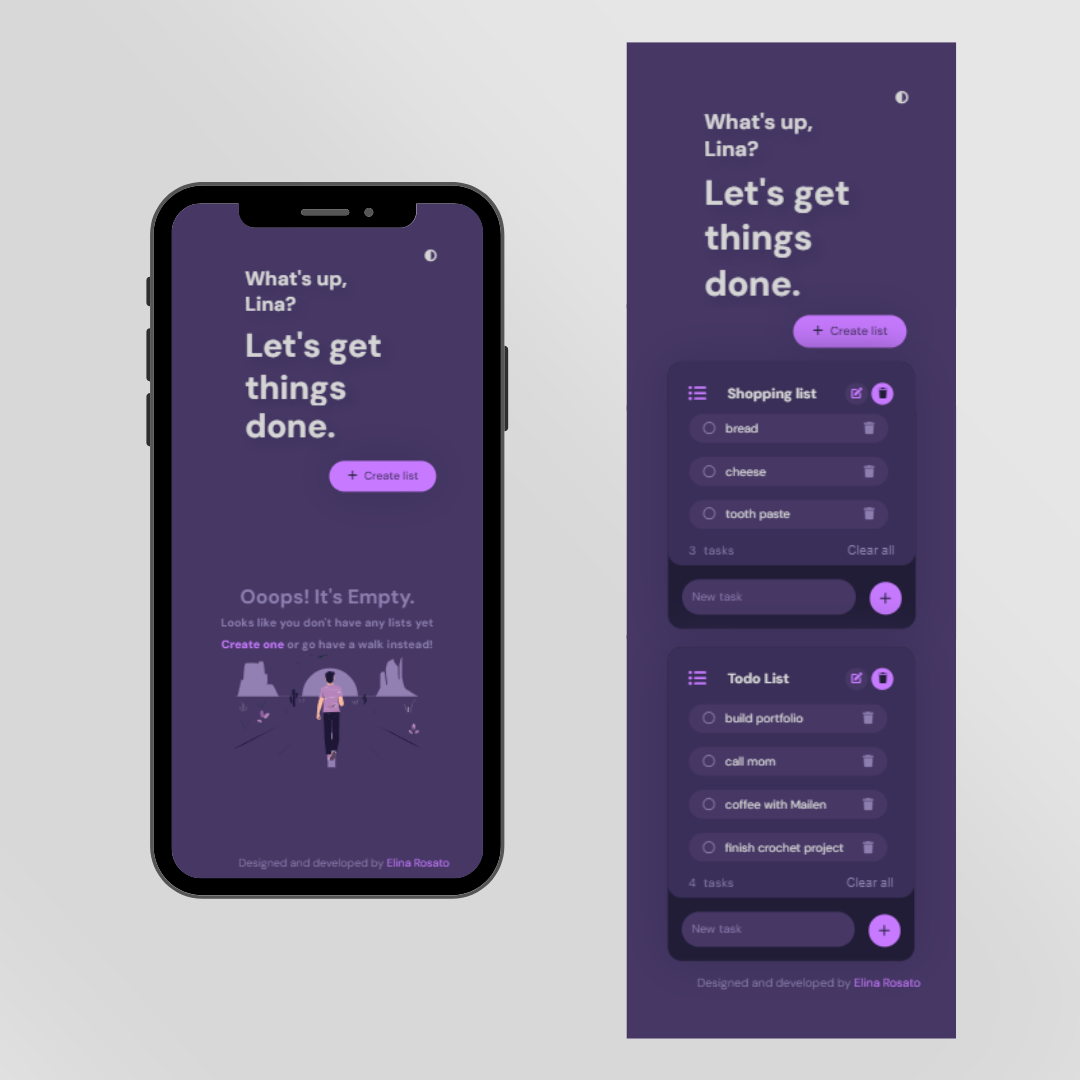 What's up,
Lina?
Let's get
things
done.
+ Create list
Ooops! It's Empty.
Looks like you don't have any lists yet
Create one or go have a walk instead!
Designed and developed by Elina Rosato
What's up,
Lina?
Let's get
things
done.
+ Create list
Shopping list
bread
cheese
tooth paste
3 tasks Clear all
New task +
Todo List
build portfolio
call mom
coffee with Mailen
finish crochet project
4 tasks Clear all
New task +
Designed and developed by Elina Rosato